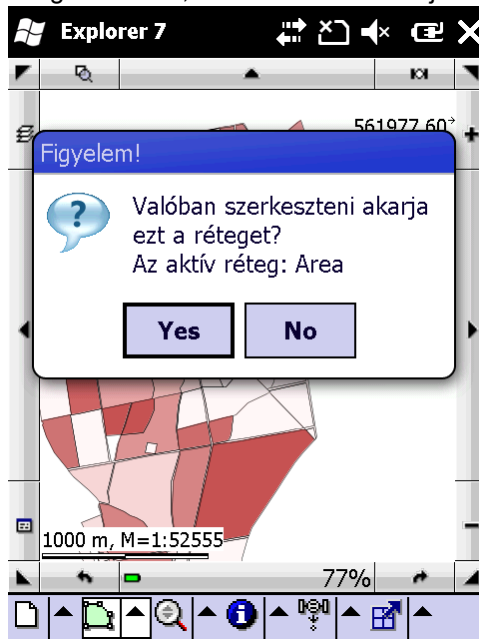 Explorer 7
561977.60
Figyelem!
Valóban szerkeszteni akarja
ezt a réteget?
Az aktív réteg: Area
Yes
No
1000 m, M=1:52555
77%